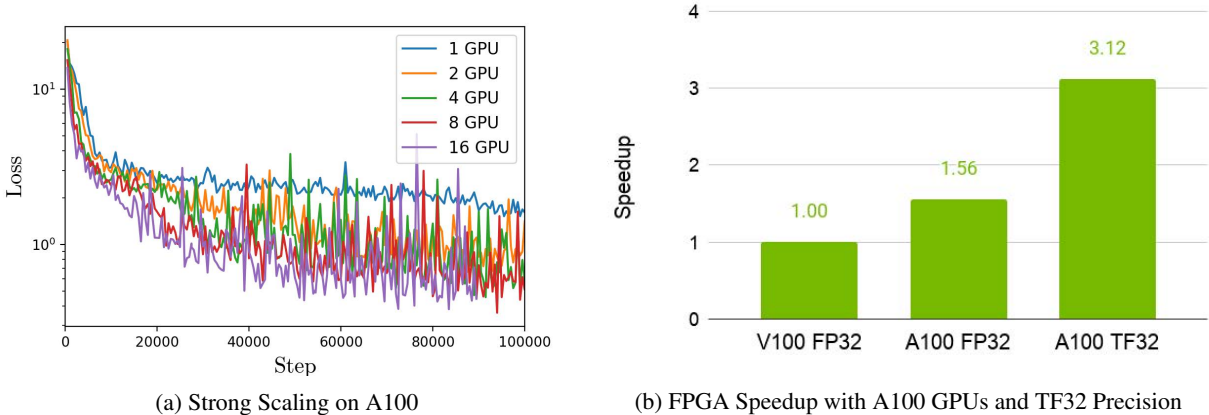 Loss
10¹
10⁰
1 GPU
2 GPU
4 GPU
8 GPU
16 GPU
0 20000 40000 60000 80000 100000
Step
(a) Strong Scaling on A100
Speedup
4
3
2
1
0
1.00
1.56
3.12
V100 FP32 A100 FP32 A100 TF32
(b) FPGA Speedup with A100 GPUs and TF32 Precision